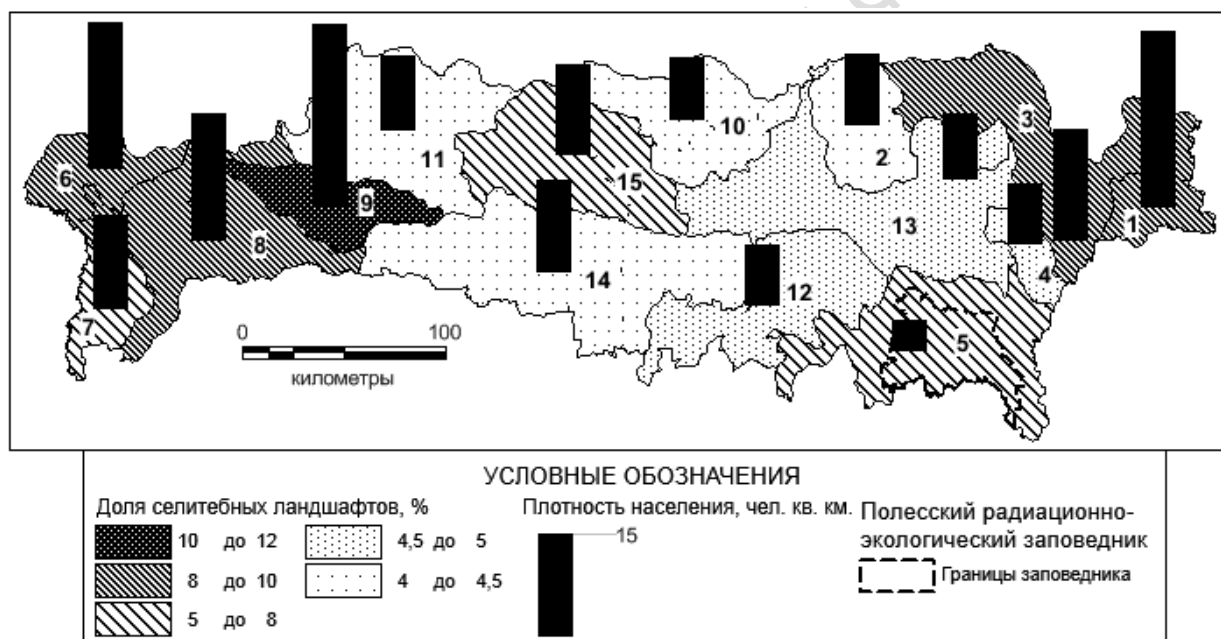 10
3
2
11
6
15
9
1
8
13
4
14
12
7
5
0 100
километры
УСЛОВНЫЕ ОБОЗНАЧЕНИЯ
Доля селитебных ландшафтов, %
10 до 12
8 до 10
5 до 8
4,5 до 5
4 до 4,5
Плотность населения, чел. кв. км.
15
Полесский радиационно-
экологический заповедник
Границы заповедника